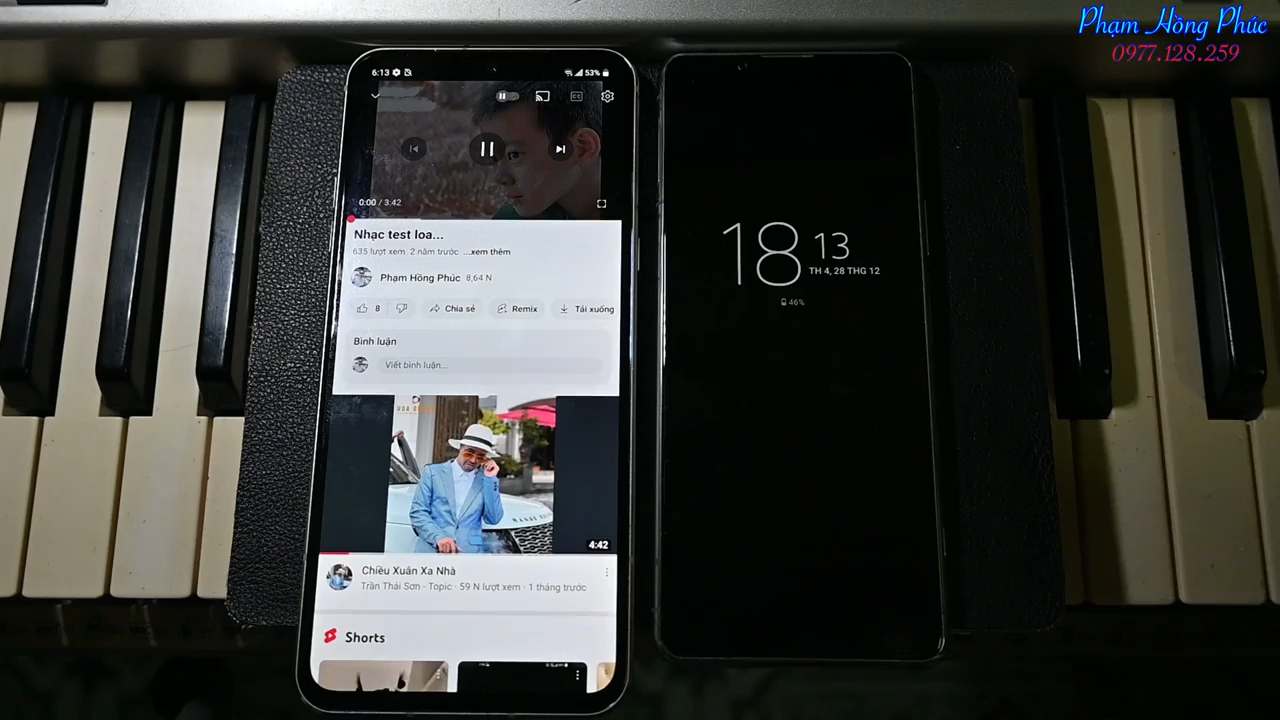 Phạm Hồng Phúc
0977.128.259
6:13
53%
0:00 / 3:42
Nhạc test loa...
635 lượt xem 2 năm trước ...xem thêm
Phạm Hồng Phúc 8,64 N
8 Chia sẻ Remix Tải xuống
Bình luận
Viết bình luận...
4:42
Chiều Xuân Xa Nhà
Trần Thái Sơn - Topic · 59 N lượt xem · 1 tháng trước
Shorts
18 13
TH 4, 28 THG 12
46%